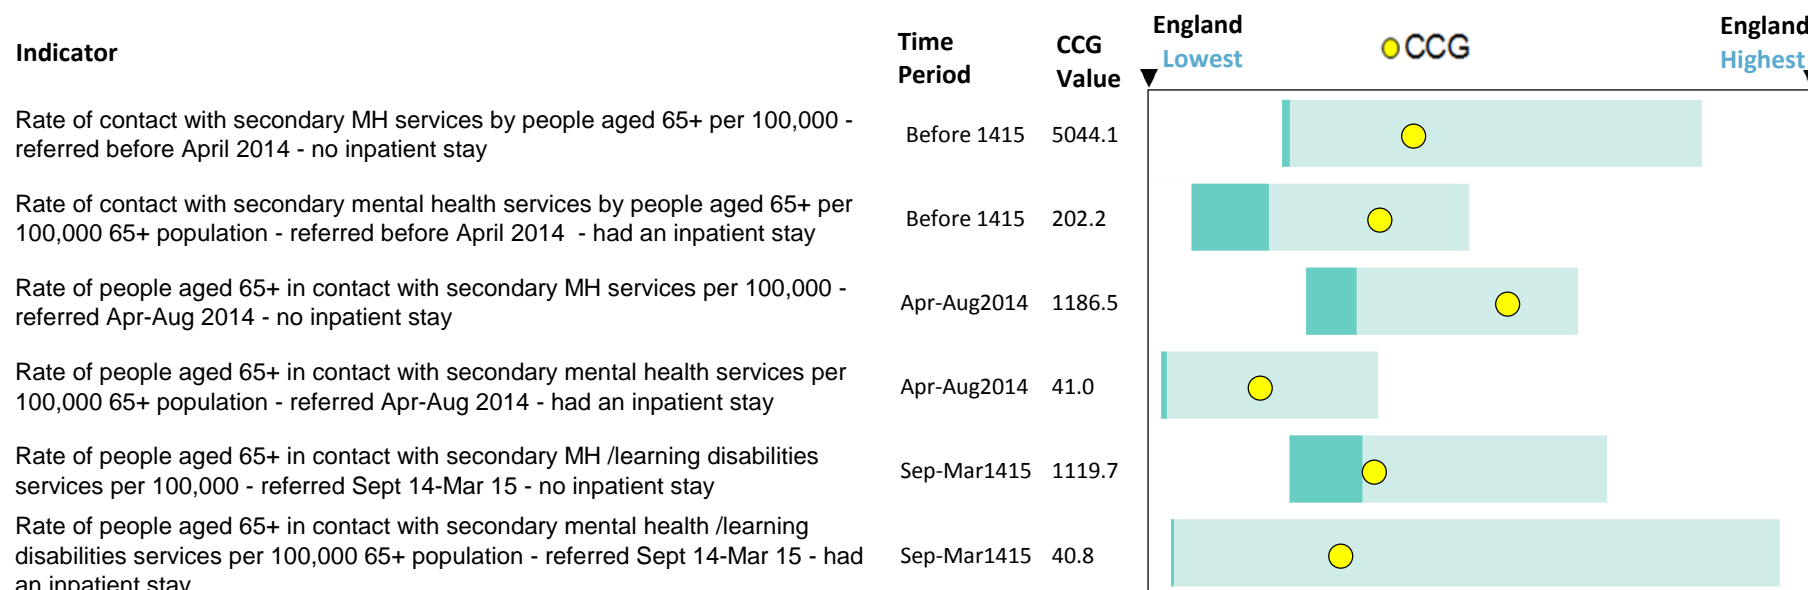 Indicator
Time Period
CCG Value
England Lowest
CCG
England Highest
Rate of contact with secondary MH services by people aged 65+ per 100,000 -
referred before April 2014 - no inpatient stay
Before 1415 5044.1
Rate of contact with secondary mental health services by people aged 65+ per
100,000 65+ population - referred before April 2014 - had an inpatient stay
Before 1415 202.2
Rate of people aged 65+ in contact with secondary MH services per 100,000 -
referred Apr-Aug 2014 - no inpatient stay
Apr-Aug2014 1186.5
Rate of people aged 65+ in contact with secondary mental health services per
100,000 65+ population - referred Apr-Aug 2014 - had an inpatient stay
Apr-Aug2014 41.0
Rate of people aged 65+ in contact with secondary MH /learning disabilities
services per 100,000 - referred Sept 14-Mar 15 - no inpatient stay
Sep-Mar1415 1119.7
Rate of people aged 65+ in contact with secondary mental health /learning
disabilities services per 100,000 65+ population - referred Sept 14-Mar 15 - had
an inpatient stay
Sep-Mar1415 40.8